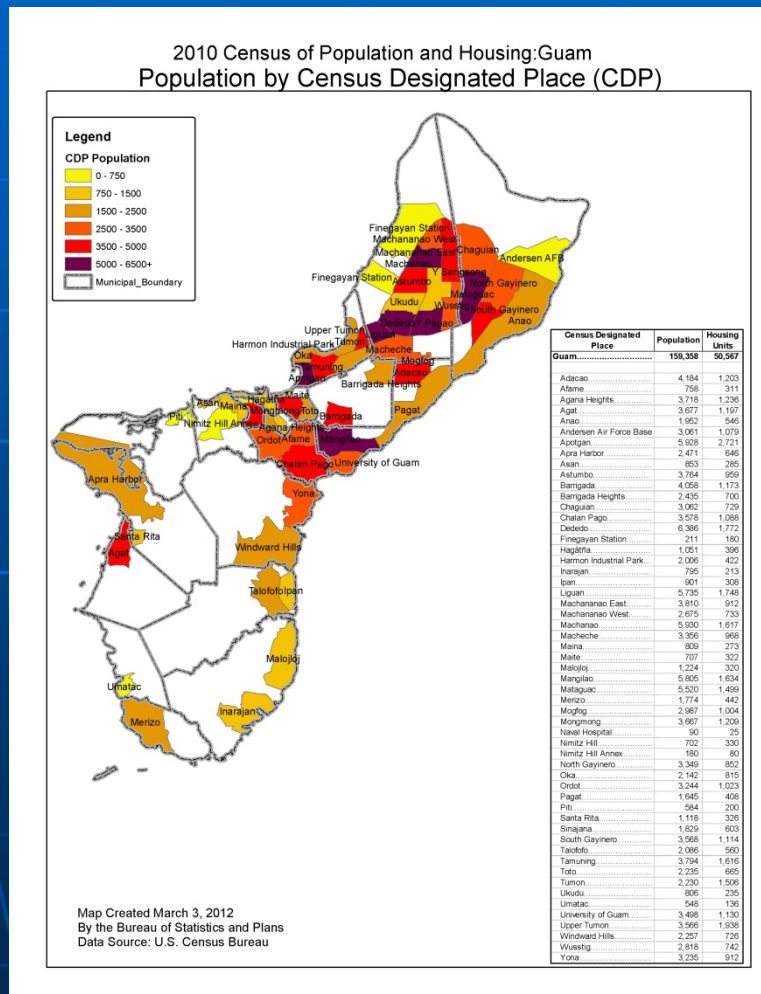 2010 Census of Population and Housing:Guam
Population by Census Designated Place (CDP)
Legend
CDP Population
0 - 750
750 - 1500
1500 - 2500
2500 - 3500
3500 - 5000
5000 - 6500+
Municipal_Boundary
Finegayan Station
Machananao West
Machananao East
Machanao
Chaguian
Andersen AFB
Finegayan Station
Astumbo
Y Sengsong
North Gayinero
Mataguac
Ukudu
Wusstig
South Gayinero
Anao
Dededo
Y Papao
Liguan
Upper Tumon
Tumon
Harmon Industrial Park
Macheche
Oka
Tamuning
Mogfog
Adacao
Apotgan
Barrigada Heights
Maite
Hagåtña
Asan
Maina
Pagat
Piti
Mongmong
Toto
Barrigada
Nimitz Hill Annex
Agana Heights
Ordot
Afame
Mangilao
Chalan Pago
University of Guam
Apra Harbor
Yona
Santa Rita
Agat
Windward Hills
Talofofo
Ipan
Malojloj
Umatac
Inarajan
Merizo
Census Designated Place Population Housing Units
Guam 159,358 50,567
Adacao 4,184 1,203
Afame 758 311
Agana Heights 3,718 1,236
Agat 3,677 1,197
Anao 1,952 546
Andersen Air Force Base 3,061 1,079
Apotgan 5,928 2,721
Apra Harbor 2,471 646
Asan 853 285
Astumbo 3,764 959
Barrigada 4,058 1,173
Barrigada Heights 2,435 700
Chaguian 3,062 729
Chalan Pago 3,578 1,088
Dededo 6,386 1,772
Finegayan Station 211 180
Hagåtña 1,051 396
Harmon Industrial Park 2,006 422
Inarajan 795 213
Ipan 901 308
Liguan 5,735 1,748
Machananao East 3,810 912
Machananao West 2,675 733
Machanao 5,930 1,617
Macheche 3,356 968
Maina 809 273
Maite 707 322
Malojloj 1,224 320
Mangilao 5,805 1,634
Mataguac 5,520 1,499
Merizo 1,774 442
Mogfog 2,987 1,004
Mongmong 3,667 1,209
Naval Hospital 90 25
Nimitz Hill 702 330
Nimitz Hill Annex 180 80
North Gayinero 3,349 852
Oka 2,142 815
Ordot 3,244 1,023
Pagat 1,645 408
Piti 584 200
Santa Rita 1,118 326
Sinajana 1,829 603
South Gayinero 3,568 1,114
Talofofo 2,086 560
Tamuning 3,794 1,616
Toto 2,235 665
Tumon 2,230 1,506
Ukudu 806 235
Umatac 548 136
University of Guam 3,498 1,130
Upper Tumon 3,566 1,938
Windward Hills 2,257 726
Wusstig 2,818 742
Yona 3,235 912
Map Created March 3, 2012
By the Bureau of Statistics and Plans
Data Source: U.S. Census Bureau